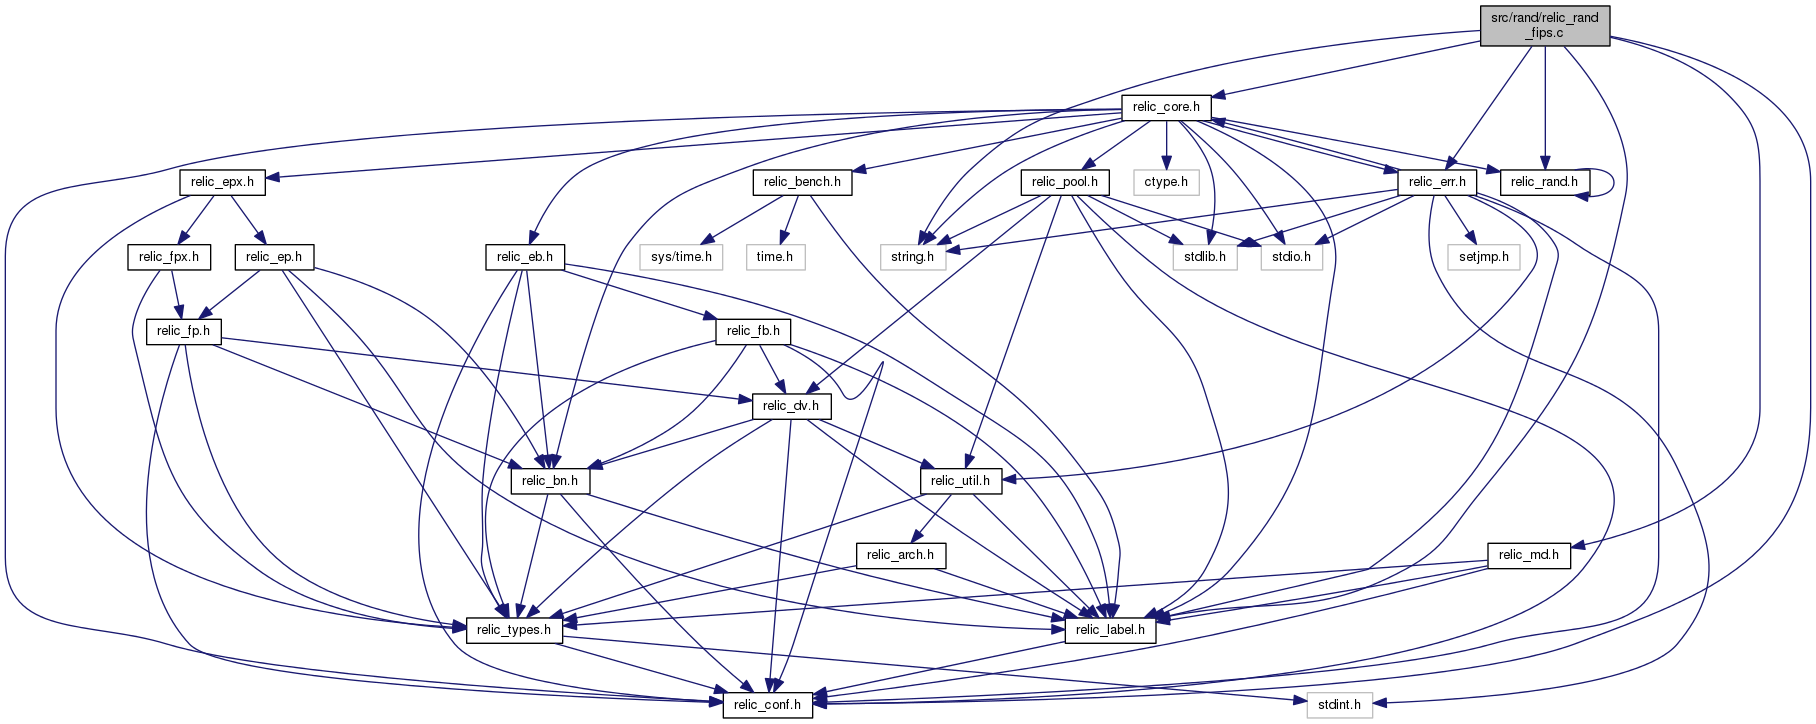 src/rand/relic_rand
_fips.c
relic_core.h
relic_epx.h
relic_bench.h
relic_pool.h
ctype.h
relic_err.h
relic_rand.h
relic_fpx.h
relic_ep.h
relic_eb.h
sys/time.h
time.h
string.h
stdlib.h
stdio.h
setjmp.h
relic_fp.h
relic_fb.h
relic_dv.h
relic_bn.h
relic_util.h
relic_arch.h
relic_md.h
relic_types.h
relic_label.h
relic_conf.h
stdint.h